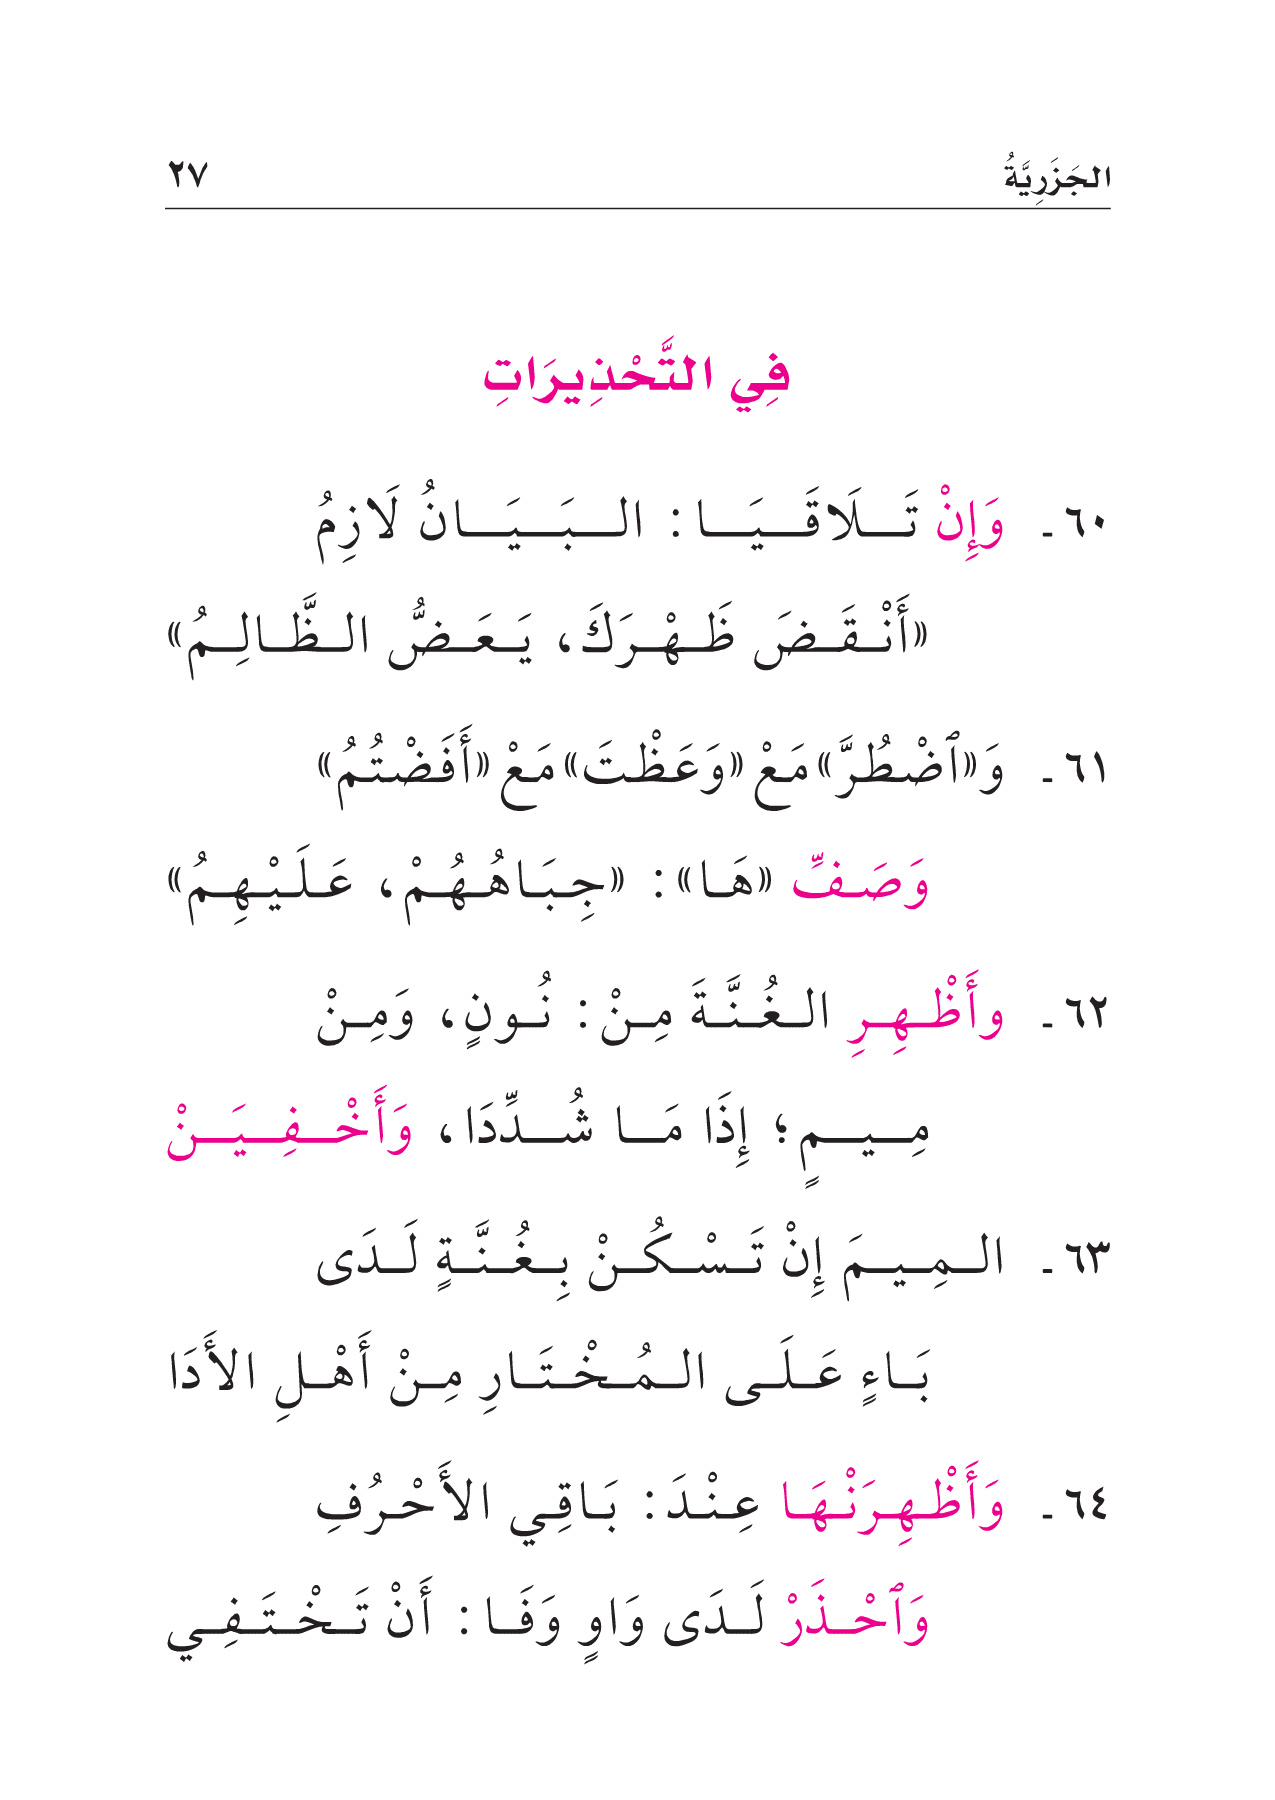 الجَزَرِيَّةُ ٢٧
فِي التَّحْذِيرَاتِ
٦٠ ـ وَإِنْ تَلَاقَيَا : البَيَانُ لَازِمُ
«أَنْقَضَ ظَهْرَكَ، يَعَضُّ الظَّالِمُ»
٦١ ـ وَ«ٱضْطُرَّ» مَعْ «وَعَظْتَ» مَعْ «أَفَضْتُمُ»
وَصَفِّ «هَا» : «جِبَاهُهُمْ، عَلَيْهِمُ»
٦٢ ـ وأَظْهِرِ الغُنَّةَ مِنْ : نُونٍ، وَمِنْ
مِيمٍ؛ إِذَا مَا شُدِّدَا، وَأَخْفِيَنْ
٦٣ ـ المِيمَ إِنْ تَسْكُنْ بِغُنَّةٍ لَدَى
بَاءٍ عَلَى المُخْتَارِ مِنْ أَهْلِ الأَدَا
٦٤ ـ وَأَظْهِرَنْهَا عِنْدَ : بَاقِي الأَحْرُفِ
وَٱحْذَرْ لَدَى وَاوٍ وَفَا : أَنْ تَخْتَفِي